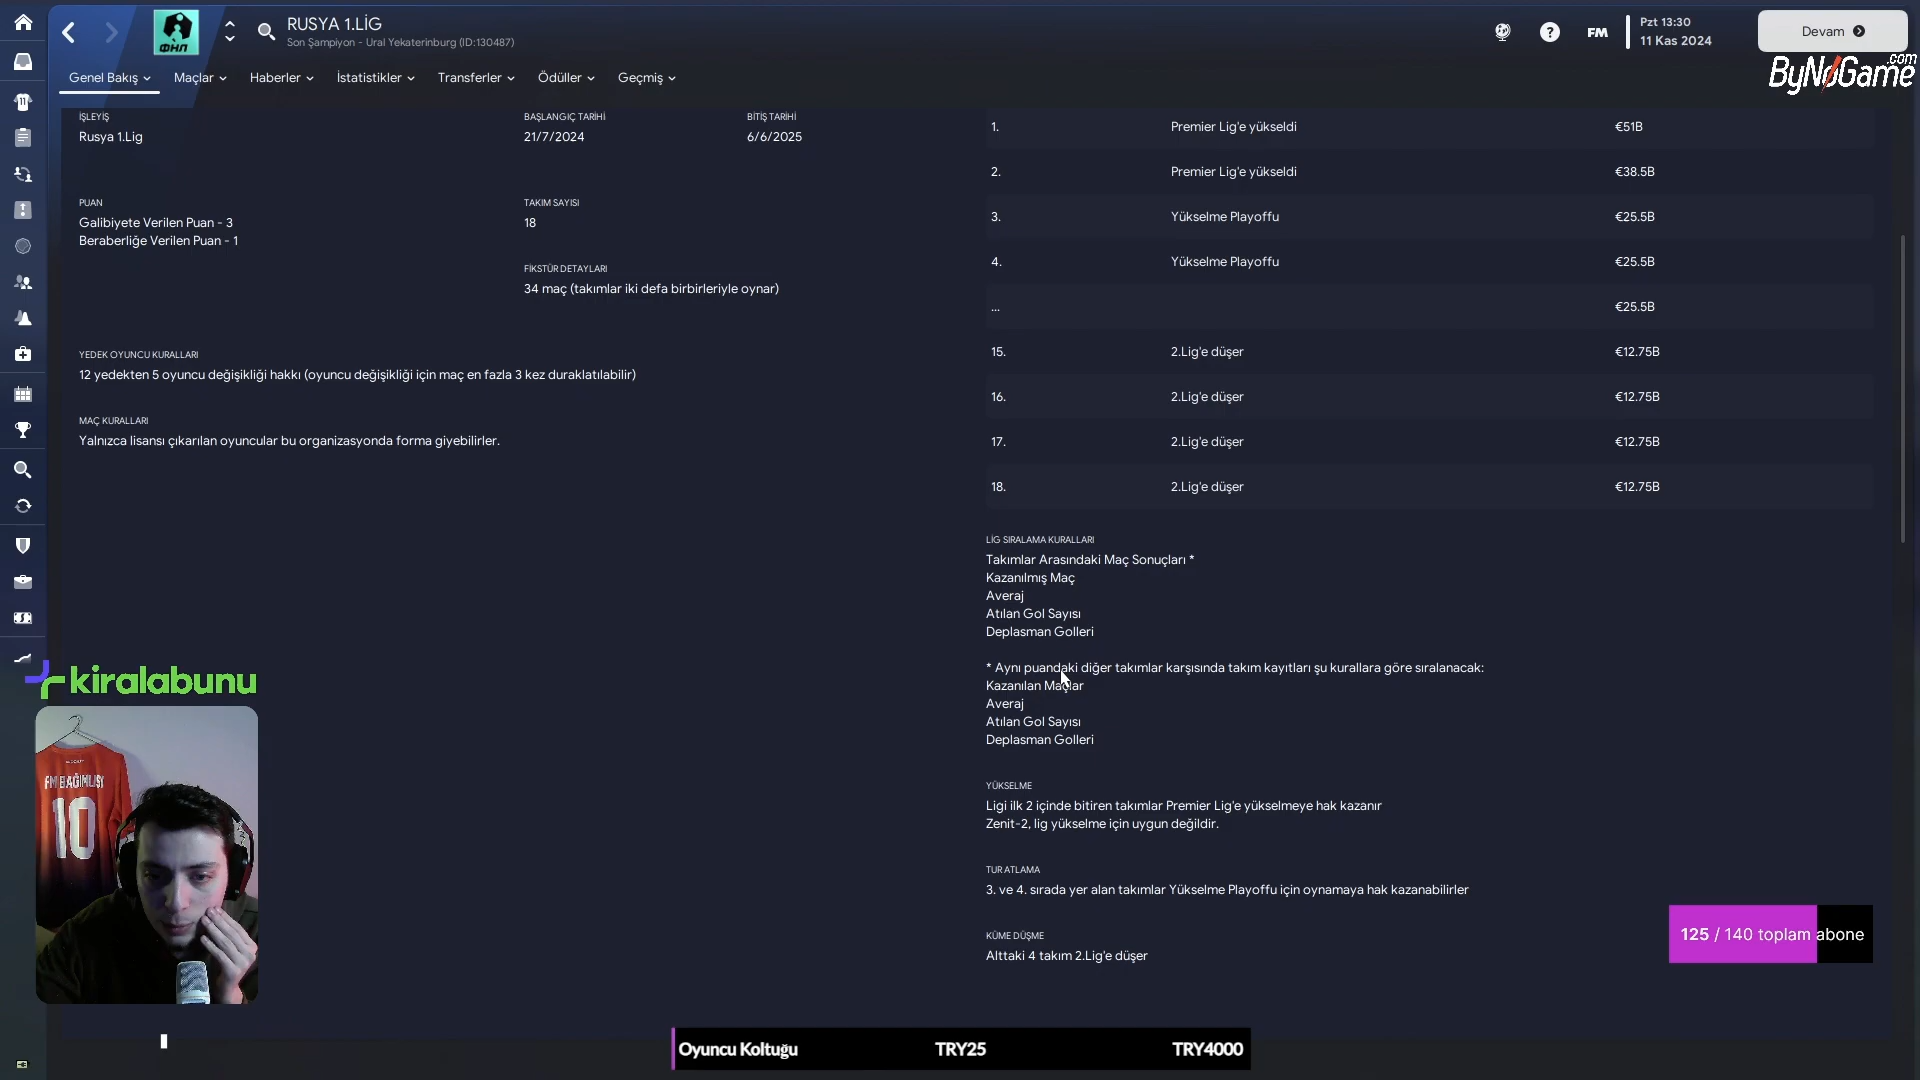 ФНЛ
RUSYA 1.LİG
Son Şampiyon - Ural Yekaterinburg (ID:130487)
FM
Pzt 13:30
11 Kas 2024
Devam
ByNoGame
.com
Genel Bakış
Maçlar
Haberler
İstatistikler
Transferler
Ödüller
Geçmiş
İŞLEYİŞ
Rusya 1.Lig
BAŞLANGIÇ TARİHİ
21/7/2024
BİTİŞ TARİHİ
6/6/2025
PUAN
Galibiyete Verilen Puan - 3
Beraberliğe Verilen Puan - 1
TAKIM SAYISI
18
FİKSTÜR DETAYLARI
34 maç (takımlar iki defa birbirleriyle oynar)
YEDEK OYUNCU KURALLARI
12 yedekten 5 oyuncu değişikliği hakkı (oyuncu değişikliği için maç en fazla 3 kez duraklatılabilir)
MAÇ KURALLARI
Yalnızca lisansı çıkarılan oyuncular bu organizasyonda forma giyebilirler.
1. Premier Lig'e yükseldi €51B
2. Premier Lig'e yükseldi €38.5B
3. Yükselme Playoffu €25.5B
4. Yükselme Playoffu €25.5B
... €25.5B
15. 2.Lig'e düşer €12.75B
16. 2.Lig'e düşer €12.75B
17. 2.Lig'e düşer €12.75B
18. 2.Lig'e düşer €12.75B
LİG SIRALAMA KURALLARI
Takımlar Arasındaki Maç Sonuçları *
Kazanılmış Maç
Averaj
Atılan Gol Sayısı
Deplasman Golleri
* Aynı puandaki diğer takımlar karşısında takım kayıtları şu kurallara göre sıralanacak:
Kazanılan Maçlar
Averaj
Atılan Gol Sayısı
Deplasman Golleri
YÜKSELME
Ligi ilk 2 içinde bitiren takımlar Premier Lig'e yükselmeye hak kazanır
Zenit-2, lig yükselme için uygun değildir.
TUR ATLAMA
3. ve 4. sırada yer alan takımlar Yükselme Playoffu için oynamaya hak kazanabilirler
KÜME DÜŞME
Alttaki 4 takım 2.Lig'e düşer
kiralabunu
FM BAĞIMLISI
10
125 / 140 toplam abone
Oyuncu Koltuğu TRY25 TRY4000